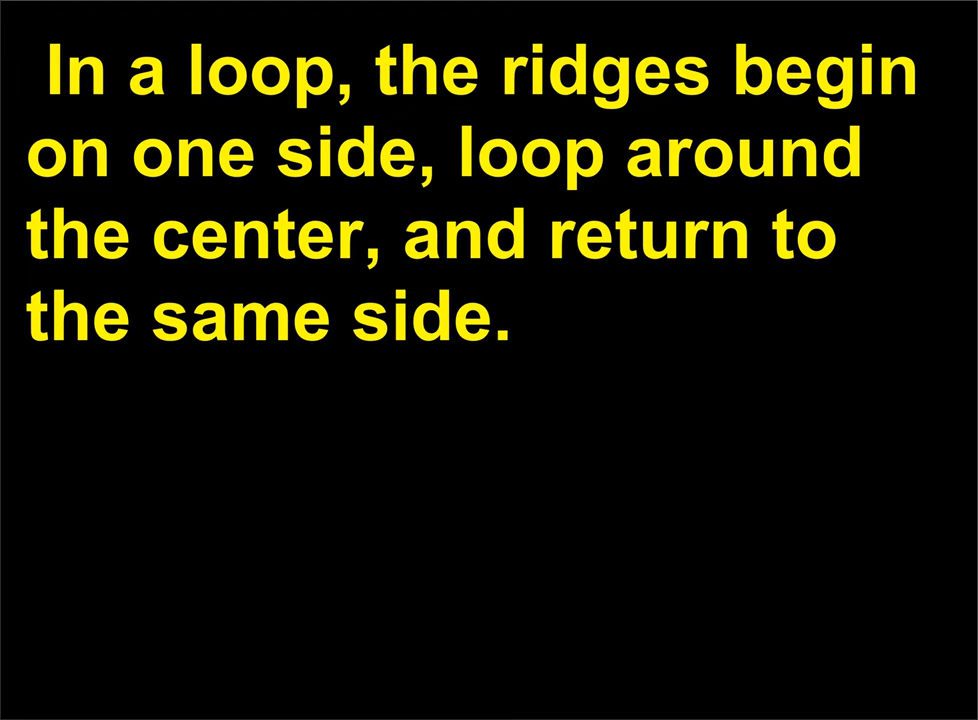 In a loop, the ridges begin
on one side, loop around
the center, and return to
the same side.